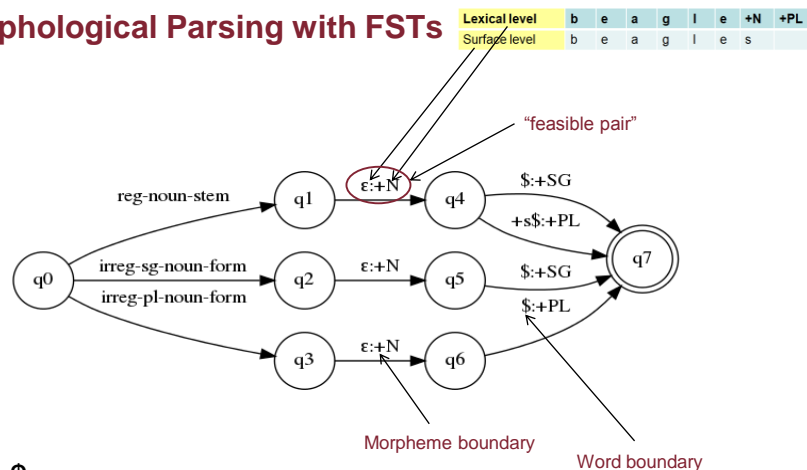 phological Parsing with FSTs
Lexical level b e a g l e +N +PL
Surface level b e a g l e s
“feasible pair”
reg-noun-stem
q1
ε:+N
q4
$:+SG
+s$:+PL
q0
irreg-sg-noun-form
q2
ε:+N
q5
$:+SG
q7
irreg-pl-noun-form
$:+PL
q3
ε:+N
q6
Morpheme boundary
Word boundary